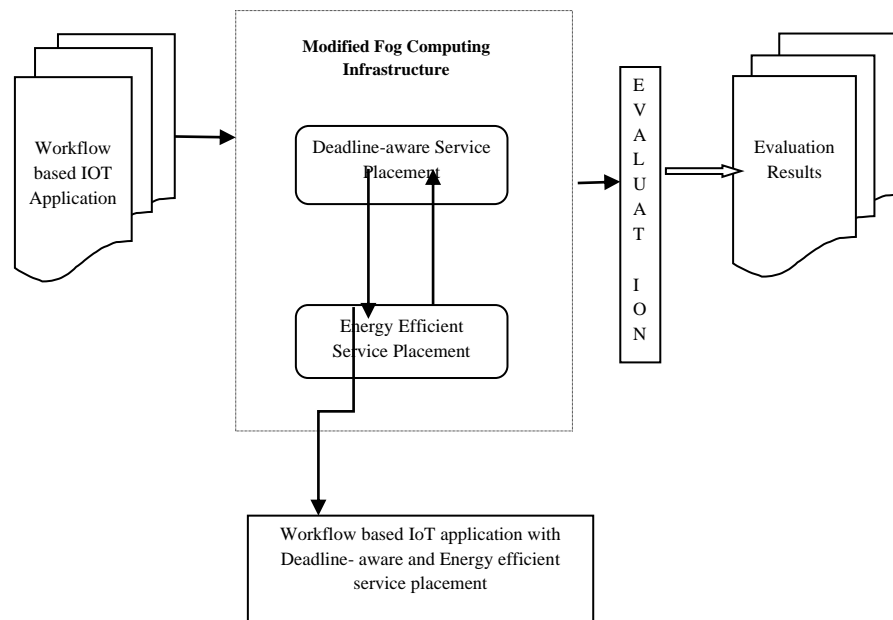 Modified Fog Computing
Infrastructure
Workflow
based IOT
Application
Deadline-aware Service
Placement
Energy Efficient
Service Placement
E
V
A
L
U
A T
I
O
N
Evaluation
Results
Workflow based IoT application with
Deadline- aware and Energy efficient
service placement